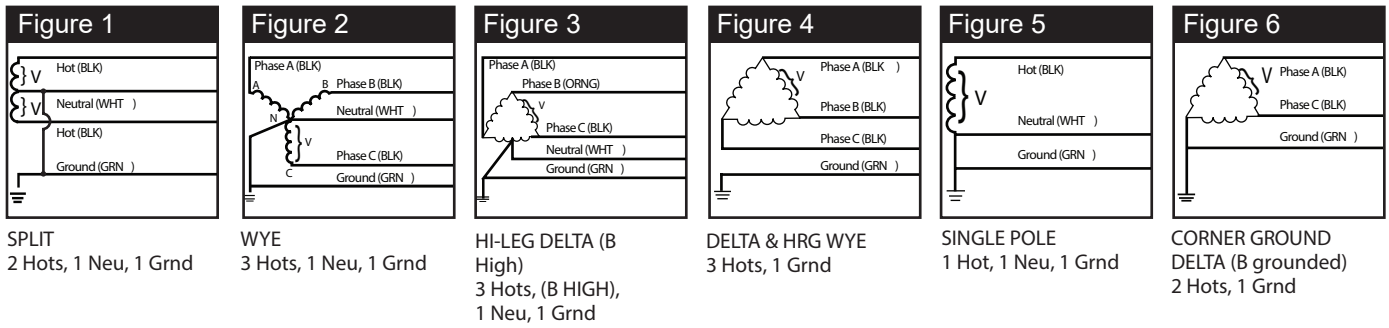 Figure 1
Hot (BLK)
V
Neutral (WHT )
V
Hot (BLK)
Ground (GRN )
SPLIT
2 Hots, 1 Neu, 1 Grnd
Figure 2
Phase A (BLK)
A
B
Phase B (BLK)
Neutral (WHT )
N
V
Phase C (BLK)
C
Ground (GRN )
WYE
3 Hots, 1 Neu, 1 Grnd
Figure 3
Phase A (BLK)
Phase B (ORNG)
V
Phase C (BLK)
Neutral (WHT )
Ground (GRN )
HI-LEG DELTA (B
High)
3 Hots, (B HIGH),
1 Neu, 1 Grnd
Figure 4
Phase A (BLK )
V
Phase B (BLK)
Phase C (BLK)
Ground (GRN )
DELTA & HRG WYE
3 Hots, 1 Grnd
Figure 5
Hot (BLK)
V
Neutral (WHT )
Ground (GRN )
SINGLE POLE
1 Hot, 1 Neu, 1 Grnd
Figure 6
V Phase A (BLK)
Phase C (BLK)
Ground (GRN )
CORNER GROUND
DELTA (B grounded)
2 Hots, 1 Grnd